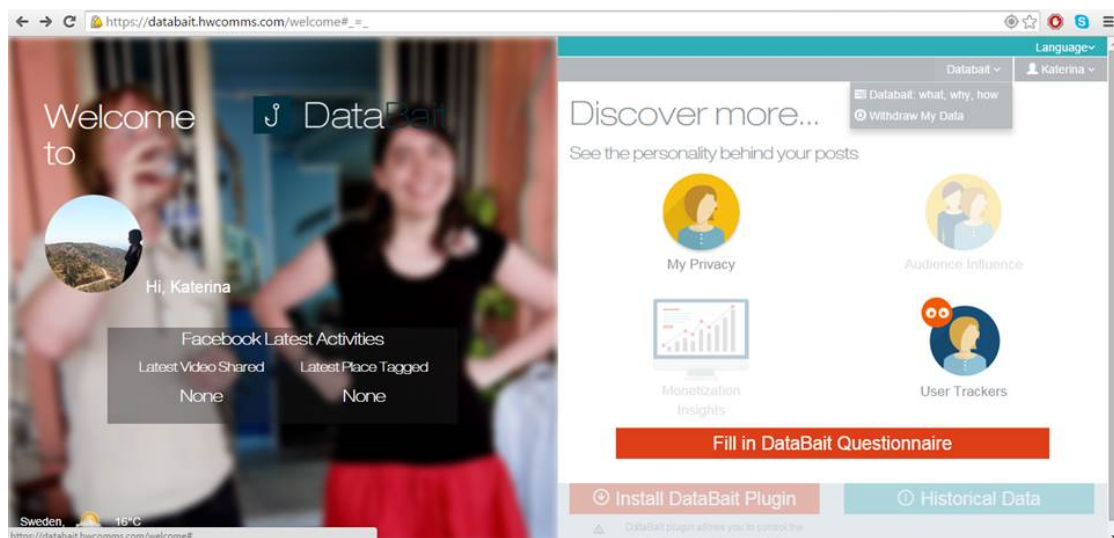 https://databait.hwcomms.com/welcome#_=_
Language
Databait
Katerina
Databait: what, why, how
Withdraw My Data
Welcome
to
DataBait
Hi, Katerina
Facebook Latest Activities
Latest Video Shared Latest Place Tagged
None None
Sweden, 16°C
https://databait.hwcomms.com/welcome#
Discover more...
See the personality behind your posts
My Privacy
Audience Influence
Monetization
Insights
User Trackers
Fill in DataBait Questionnaire
Install DataBait Plugin
Historical Data
DataBait plugin allows you to control the